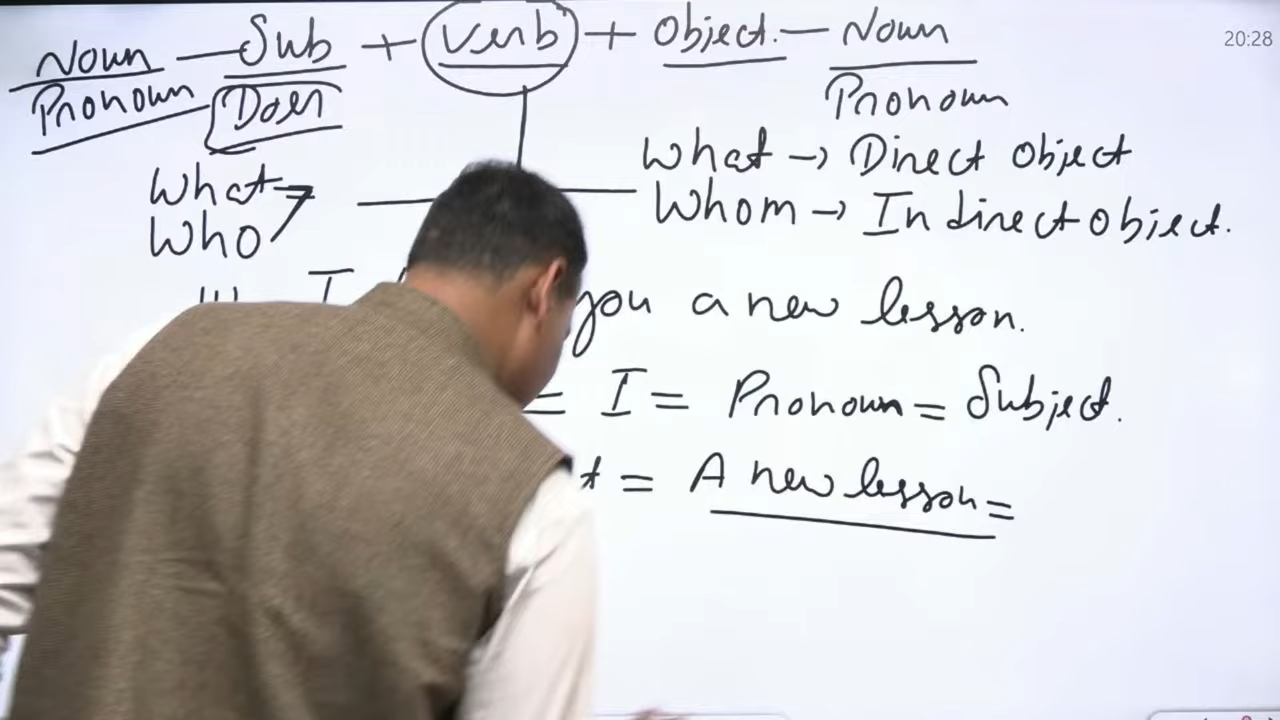 Noun — Sub + Verb + Object. — Noun
20:28
Pronoun Doer Pronoun
What What → Direct object
Who Whom → Indirect object.
I you a new lesson.
= I = Pronoun = Subject.
= A new lesson =